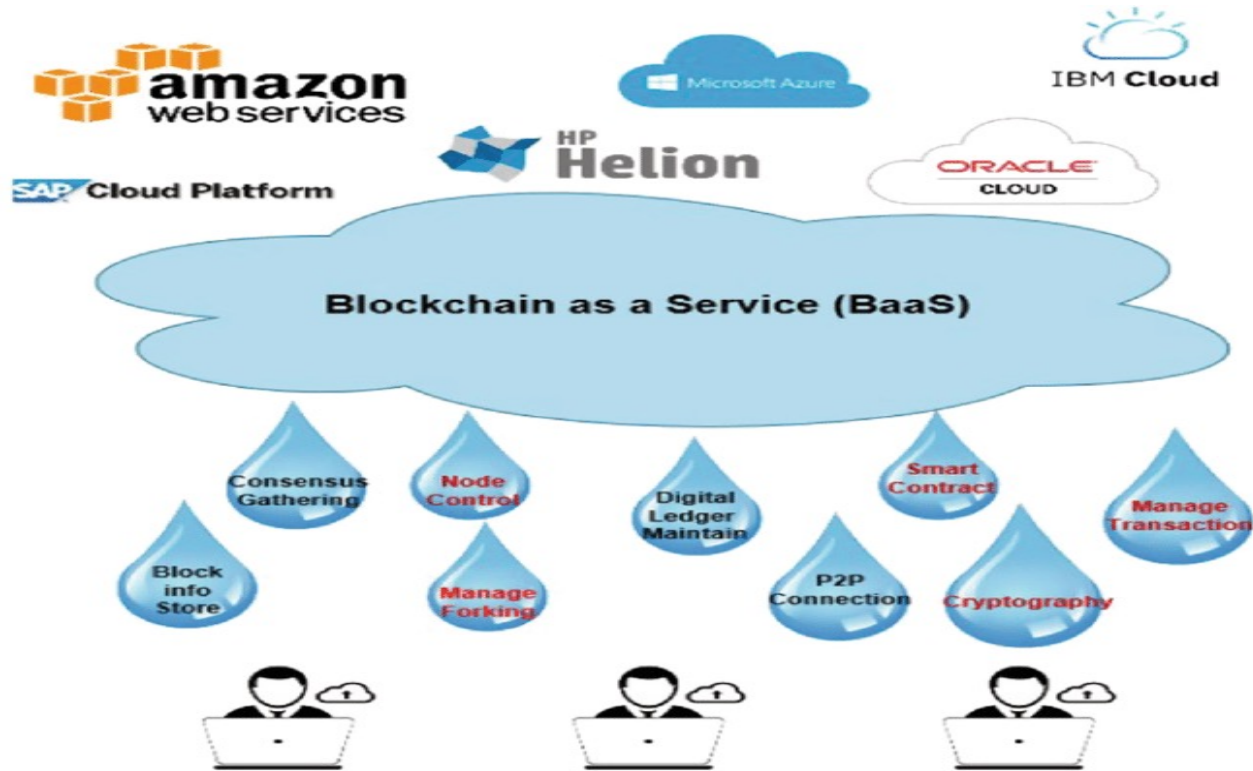 amazon
web services
Microsoft Azure
IBM Cloud
HP
Helion
SAP Cloud Platform
ORACLE
CLOUD
Blockchain as a Service (BaaS)
Consensus
Gathering
Node
Control
Digital
Ledger
Maintain
Smart
Contract
Manage
Transaction
Block
info
Store
Manage
Forking
P2P
Connection
Cryptography